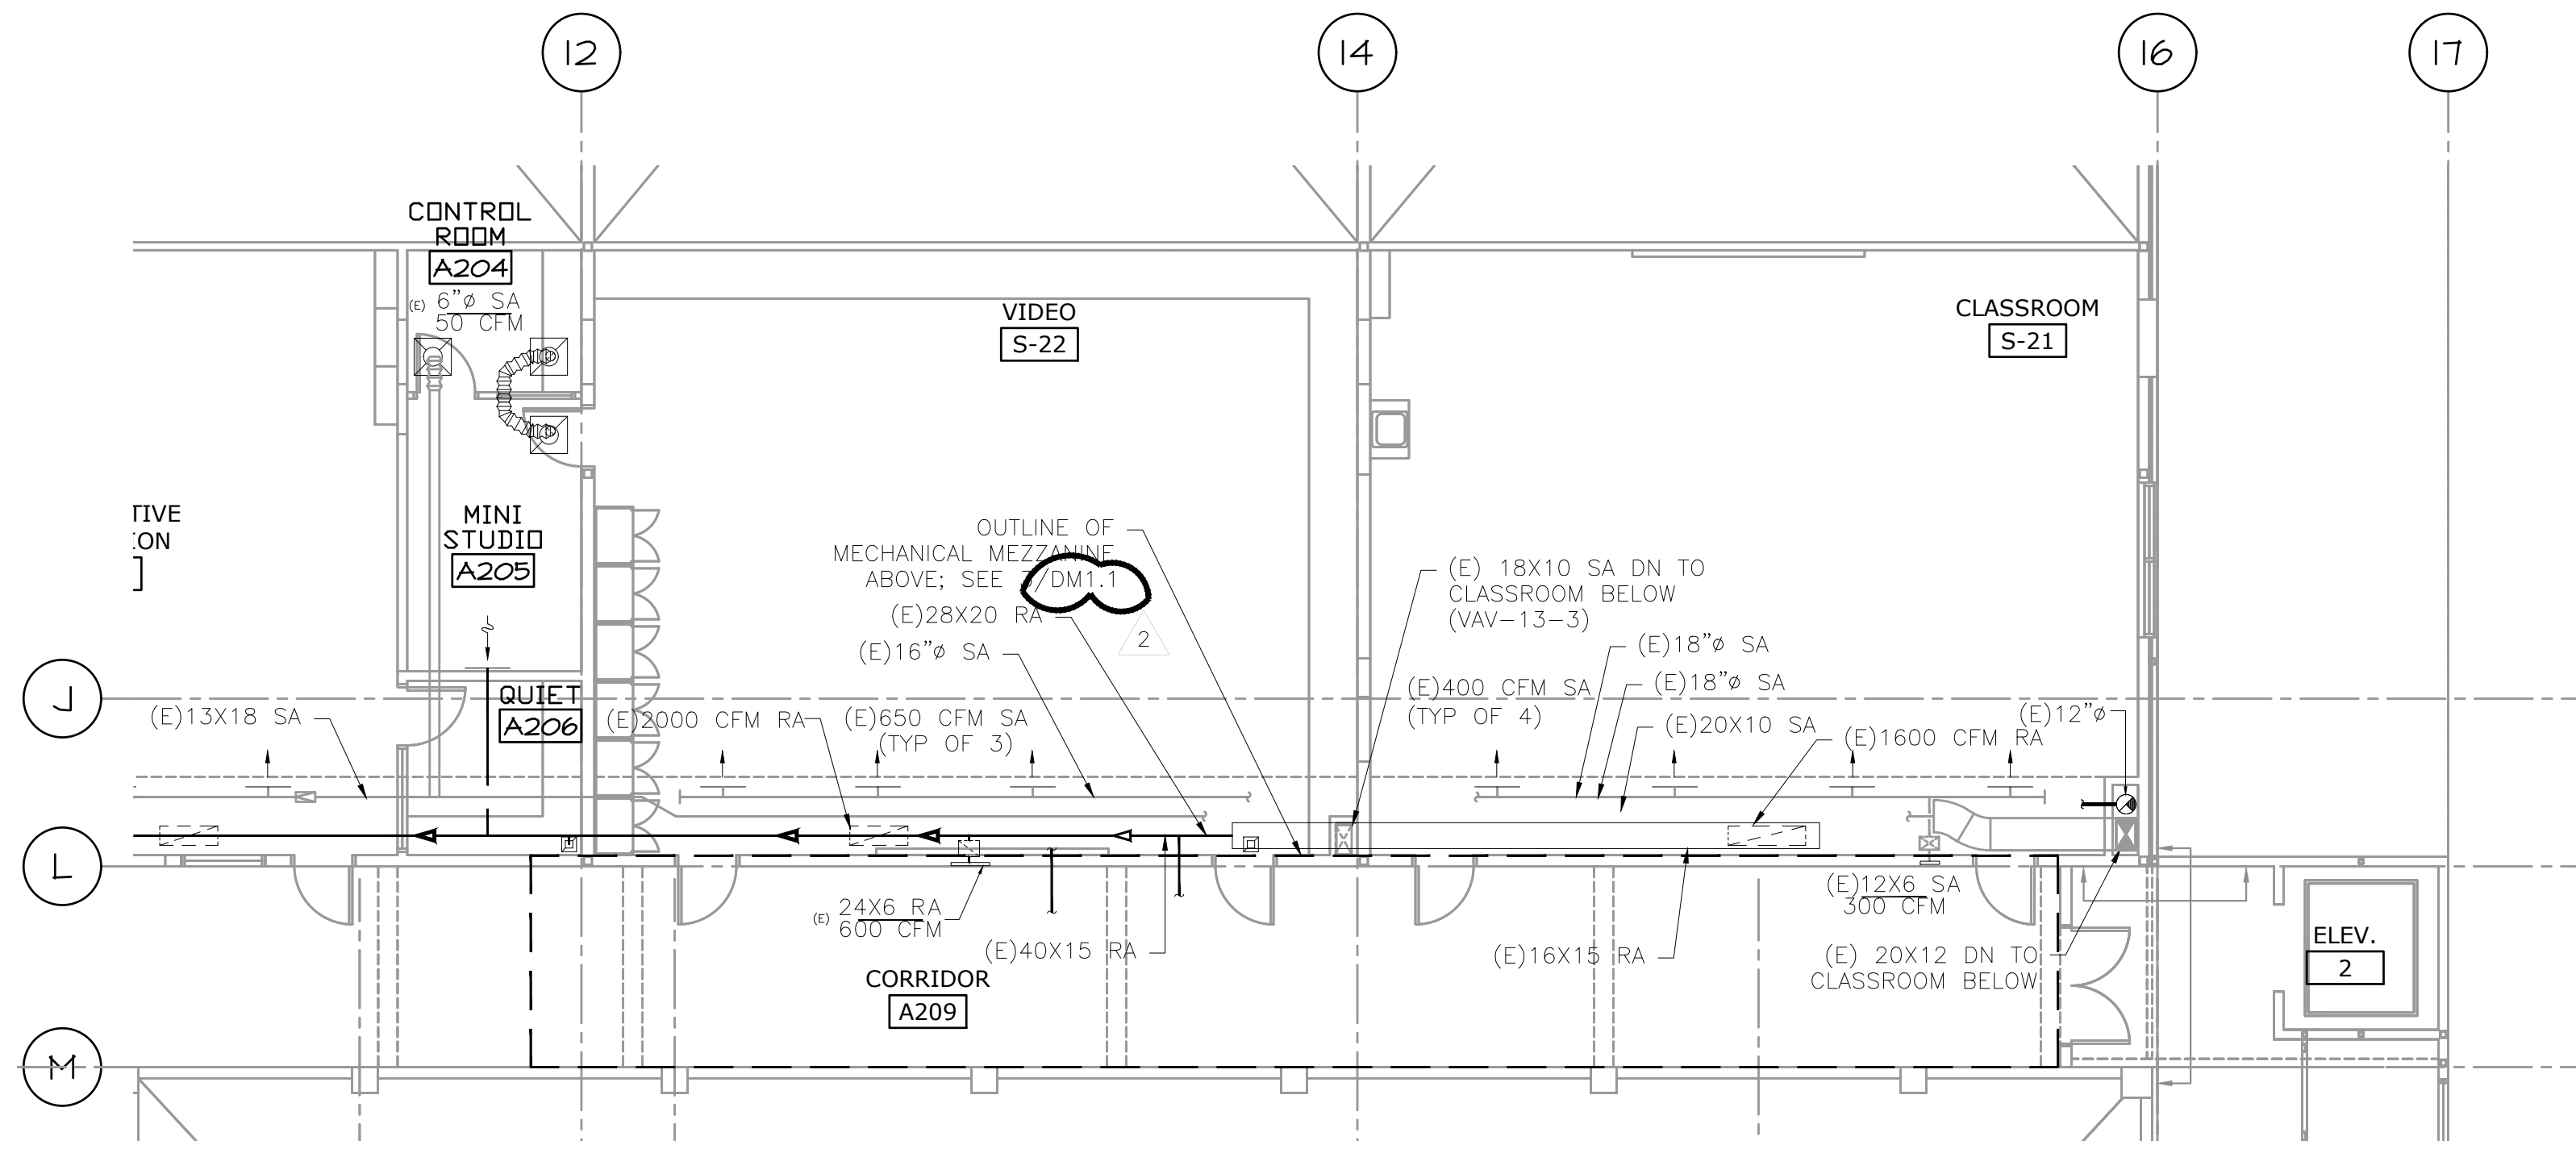 12
14
16
17
CONTROL
ROOM
A204
(E) 6"ø SA
50 CFM
VIDEO
S-22
CLASSROOM
S-21
TIVE
ION
MINI
STUDIO
A205
OUTLINE OF
MECHANICAL MEZZANINE
ABOVE; SEE 3/DM1.1
(E)28X20 RA
2
(E)16"ø SA
(E) 18X10 SA DN TO
CLASSROOM BELOW
(VAV-13-3)
(E)18"ø SA
(E)18"ø SA
(E)400 CFM SA
(TYP OF 4)
(E)20X10 SA
(E)12"ø
(E)1600 CFM RA
J
QUIET
A206
(E)13X18 SA
(E)2000 CFM RA
(E)650 CFM SA
(TYP OF 3)
L
(E) 24X6 RA
600 CFM
(E)40X15 RA
(E)16X15 RA
(E)12X6 SA
300 CFM
(E) 20X12 DN TO
CLASSROOM BELOW
ELEV.
2
CORRIDOR
A209
M